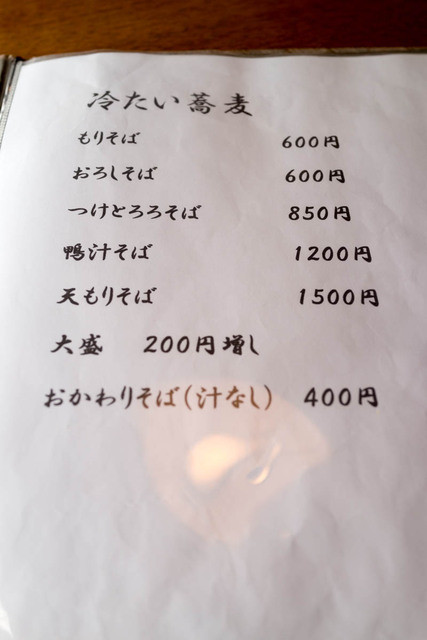 冷たい蕎麦
もりそば 600円
おろしそば 600円
つけとろろそば 850円
鴨汁そば 1200円
天もりそば 1500円
大盛 200円増し
おかわりそば(汁なし) 400円